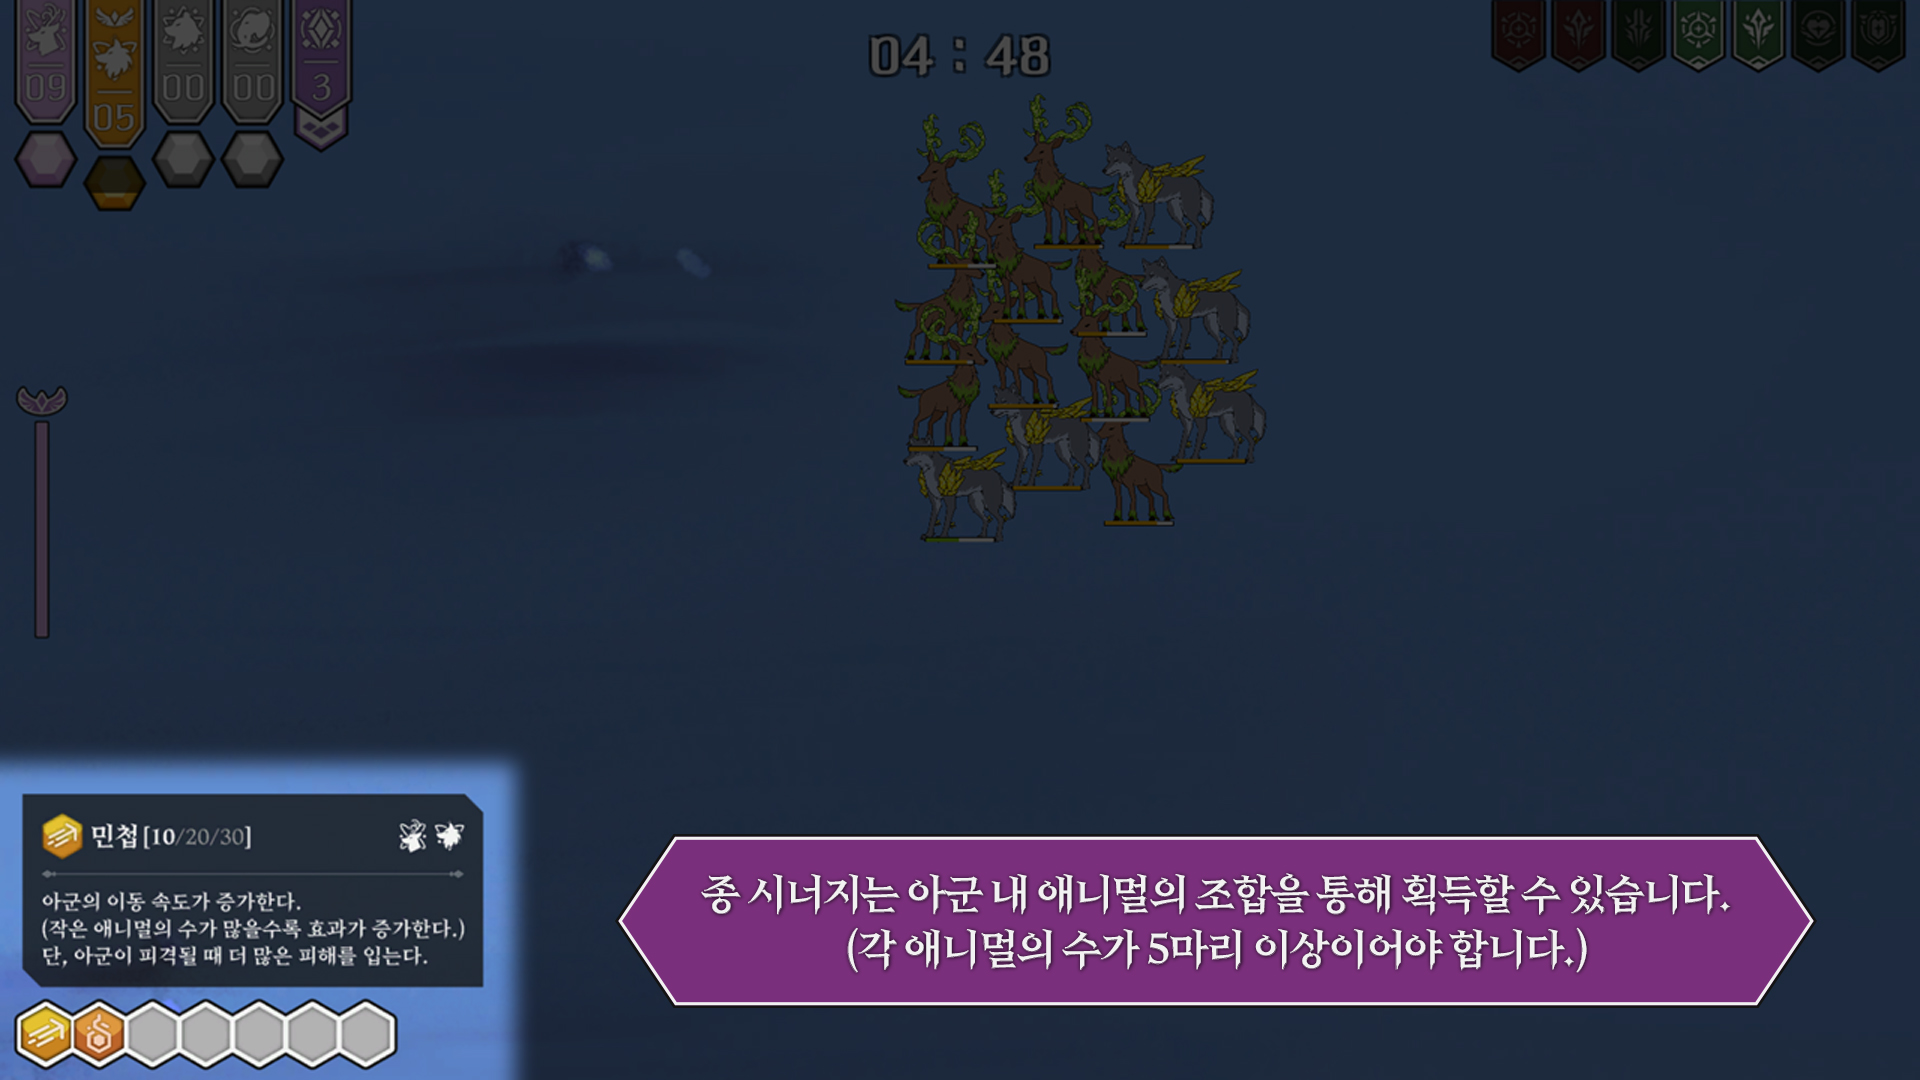 09
05
00
00
3
04 : 48
민첩 [10/20/30]
아군의 이동 속도가 증가한다.
(작은 애니멀의 수가 많을수록 효과가 증가한다.)
단, 아군이 피격될 때 더 많은 피해를 입는다.
종 시너지는 아군 내 애니멀의 조합을 통해 획득할 수 있습니다.
(각 애니멀의 수가 5마리 이상이어야 합니다.)